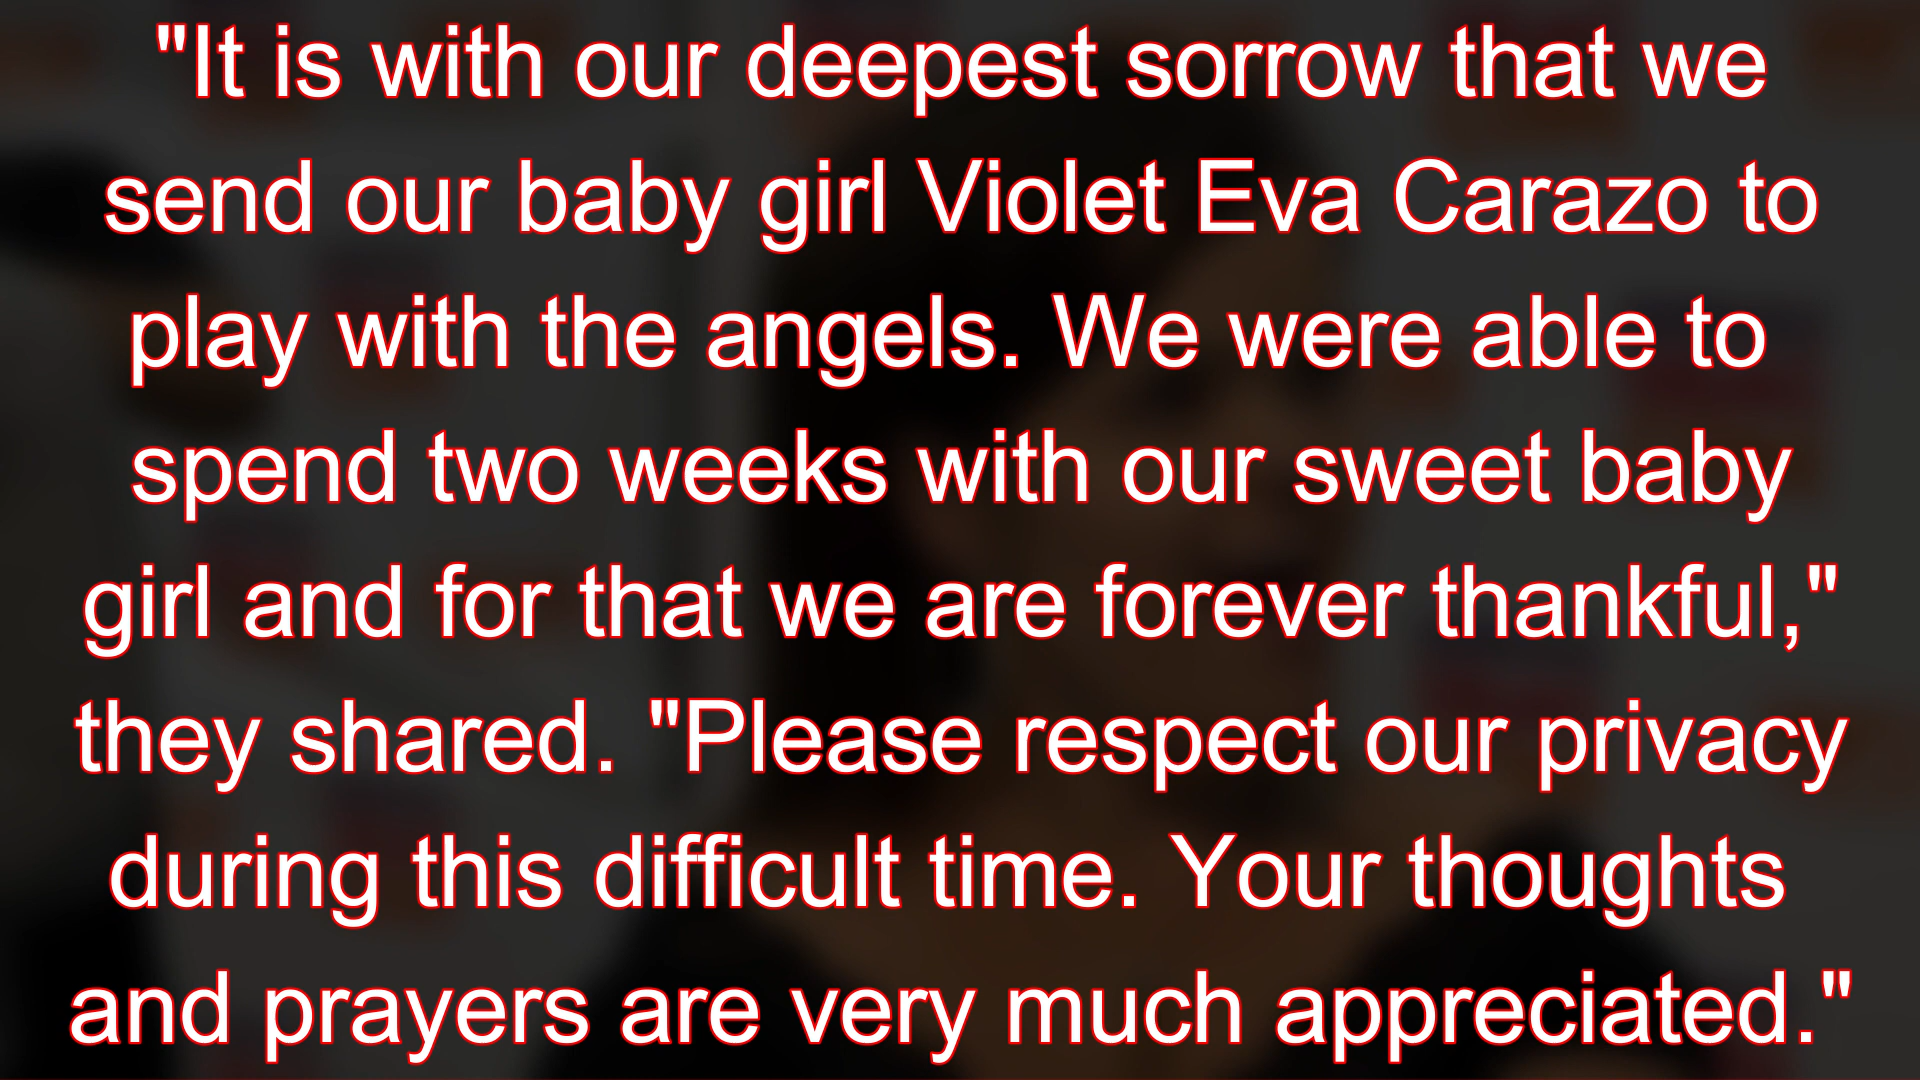 "It is with our deepest sorrow that we
send our baby girl Violet Eva Carazo to
play with the angels. We were able to
spend two weeks with our sweet baby
girl and for that we are forever thankful,"
they shared. "Please respect our privacy
during this difficult time. Your thoughts
and prayers are very much appreciated."